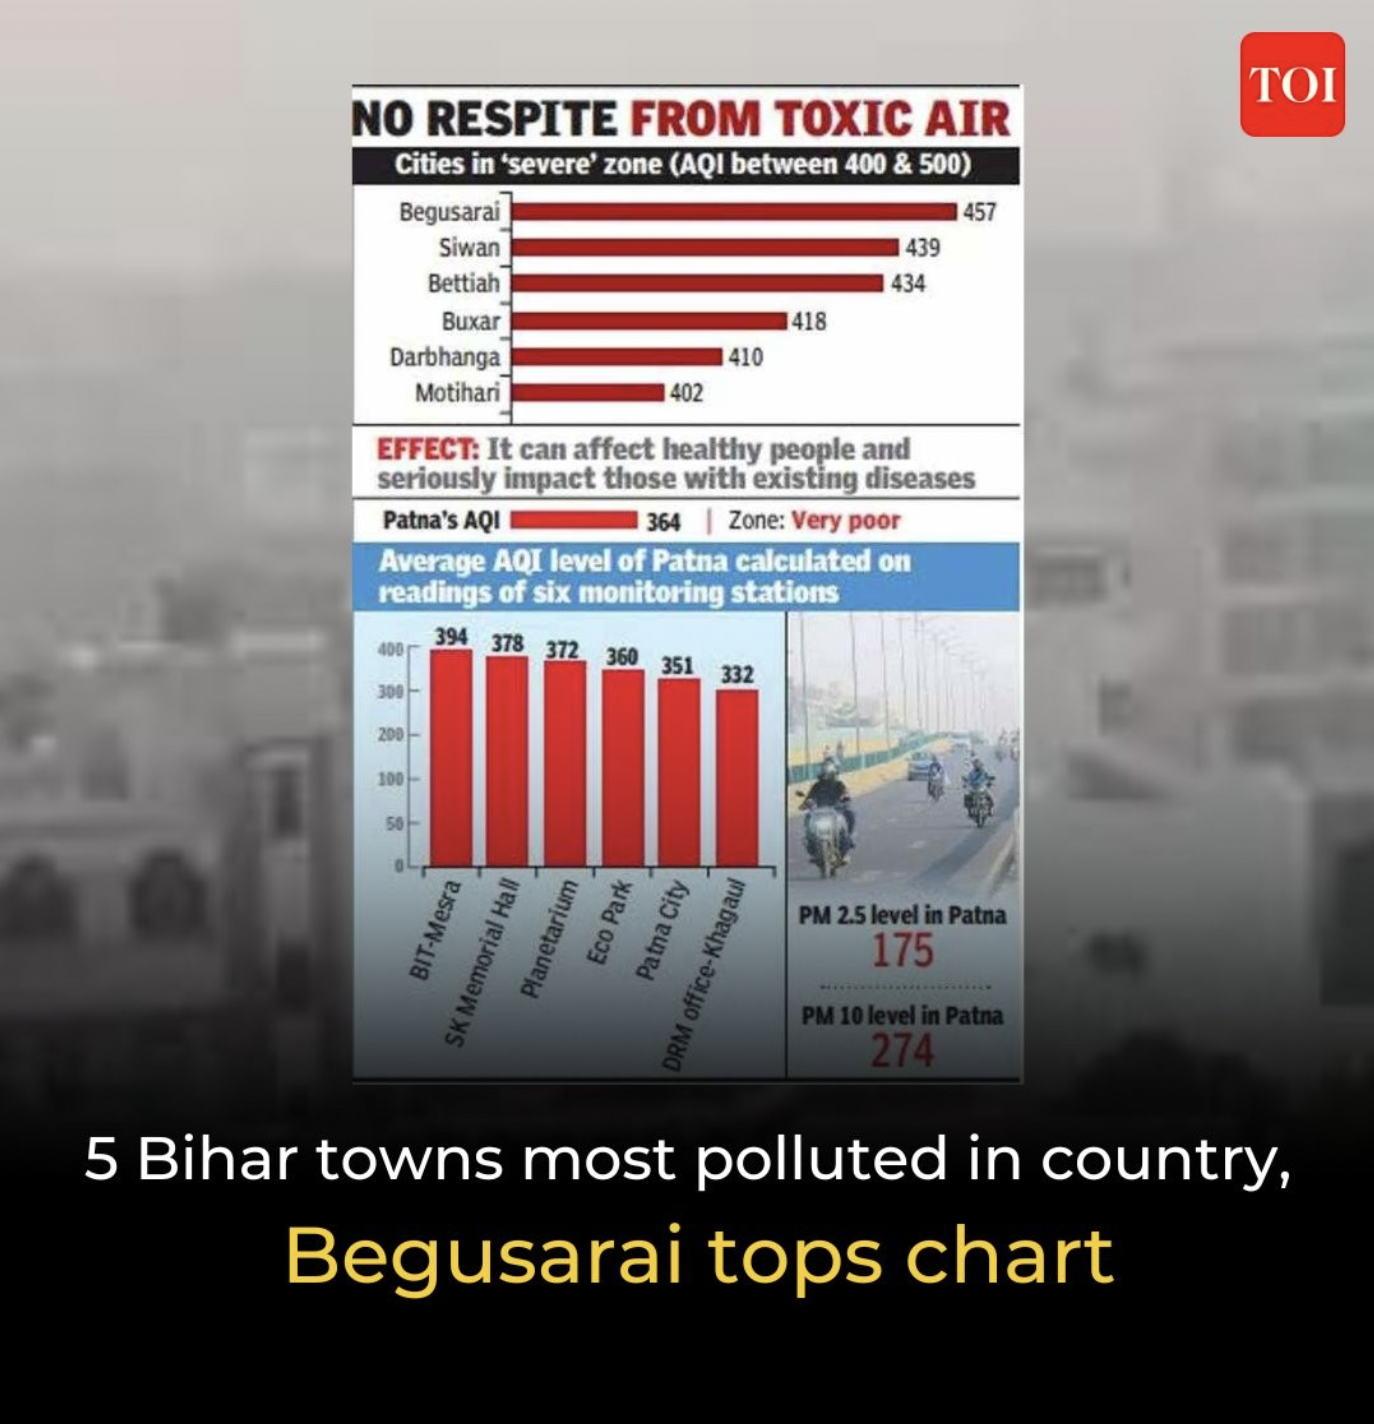 TOI
NO RESPITE FROM TOXIC AIR
Cities in ‘severe’ zone (AQI between 400 & 500)
Begusarai 457
Siwan 439
Bettiah 434
Buxar 418
Darbhanga 410
Motihari 402
EFFECT: It can affect healthy people and
seriously impact those with existing diseases
Patna’s AQI 364 | Zone: Very poor
Average AQI level of Patna calculated on
readings of six monitoring stations
394 378 372 360 351 332
400
300
200
100
50
0
BIT-Mesra
SK Memorial Hall
Planetarium
Eco Park
Patna City
DRM office-Khagaul
PM 2.5 level in Patna
175
PM 10 level in Patna
274
5 Bihar towns most polluted in country,
Begusarai tops chart